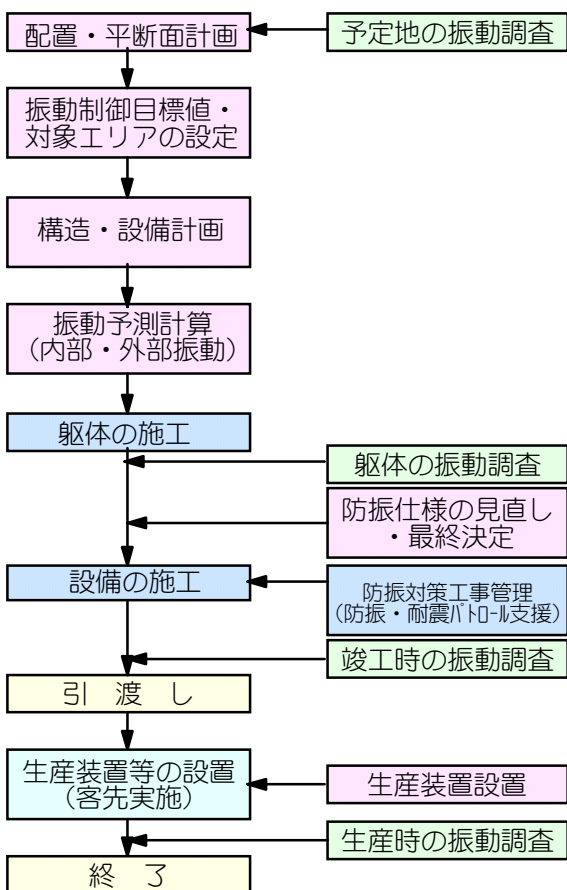 配置・平断面計画
予定地の振動調査
振動制御目標値・
対象エリアの設定
構造・設備計画
振動予測計算
(内部・外部振動)
躯体の施工
躯体の振動調査
防振仕様の見直し
・最終決定
設備の施工
防振対策工事管理
(防振・耐震ﾊﾟﾄﾛｰﾙ支援)
竣工時の振動調査
引 渡 し
生産装置等の設置
(客先実施)
生産装置設置
生産時の振動調査
終 了